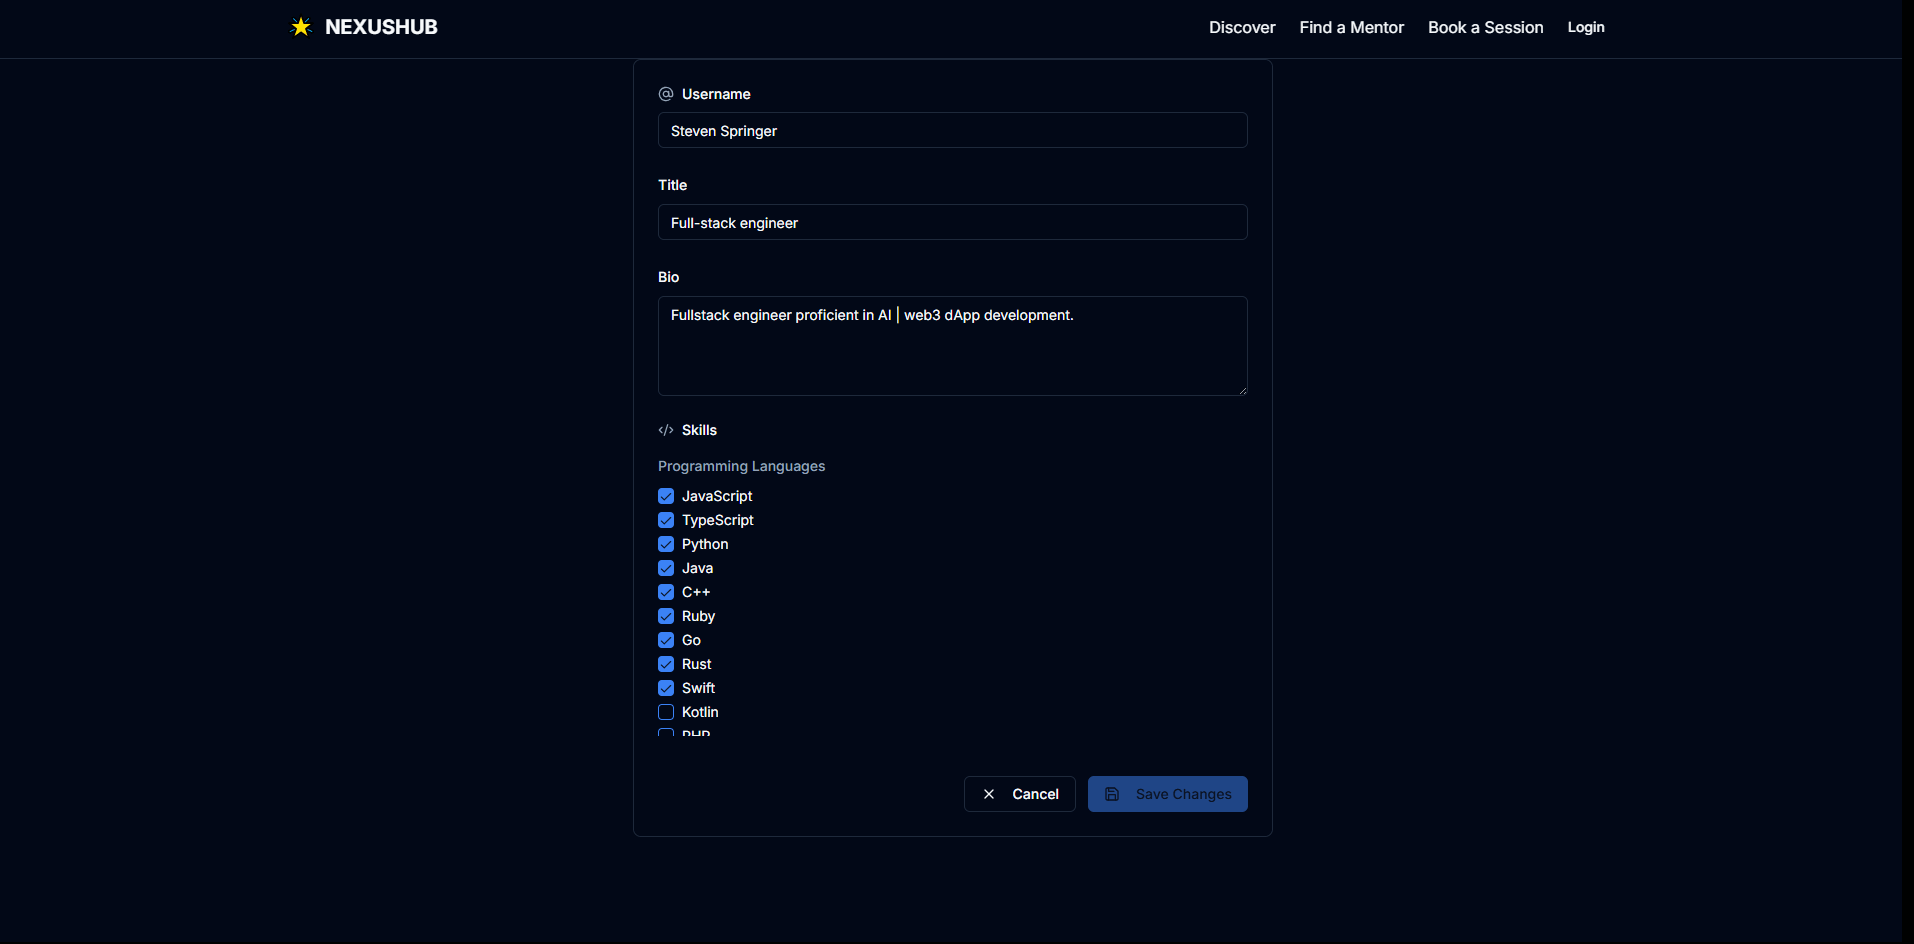 NEXUSHUB
Discover Find a Mentor Book a Session Login
Username
Steven Springer
Title
Full-stack engineer
Bio
Fullstack engineer proficient in AI | web3 dApp development.
Skills
Programming Languages
JavaScript
TypeScript
Python
Java
C++
Ruby
Go
Rust
Swift
Kotlin
PHP
Cancel Save Changes